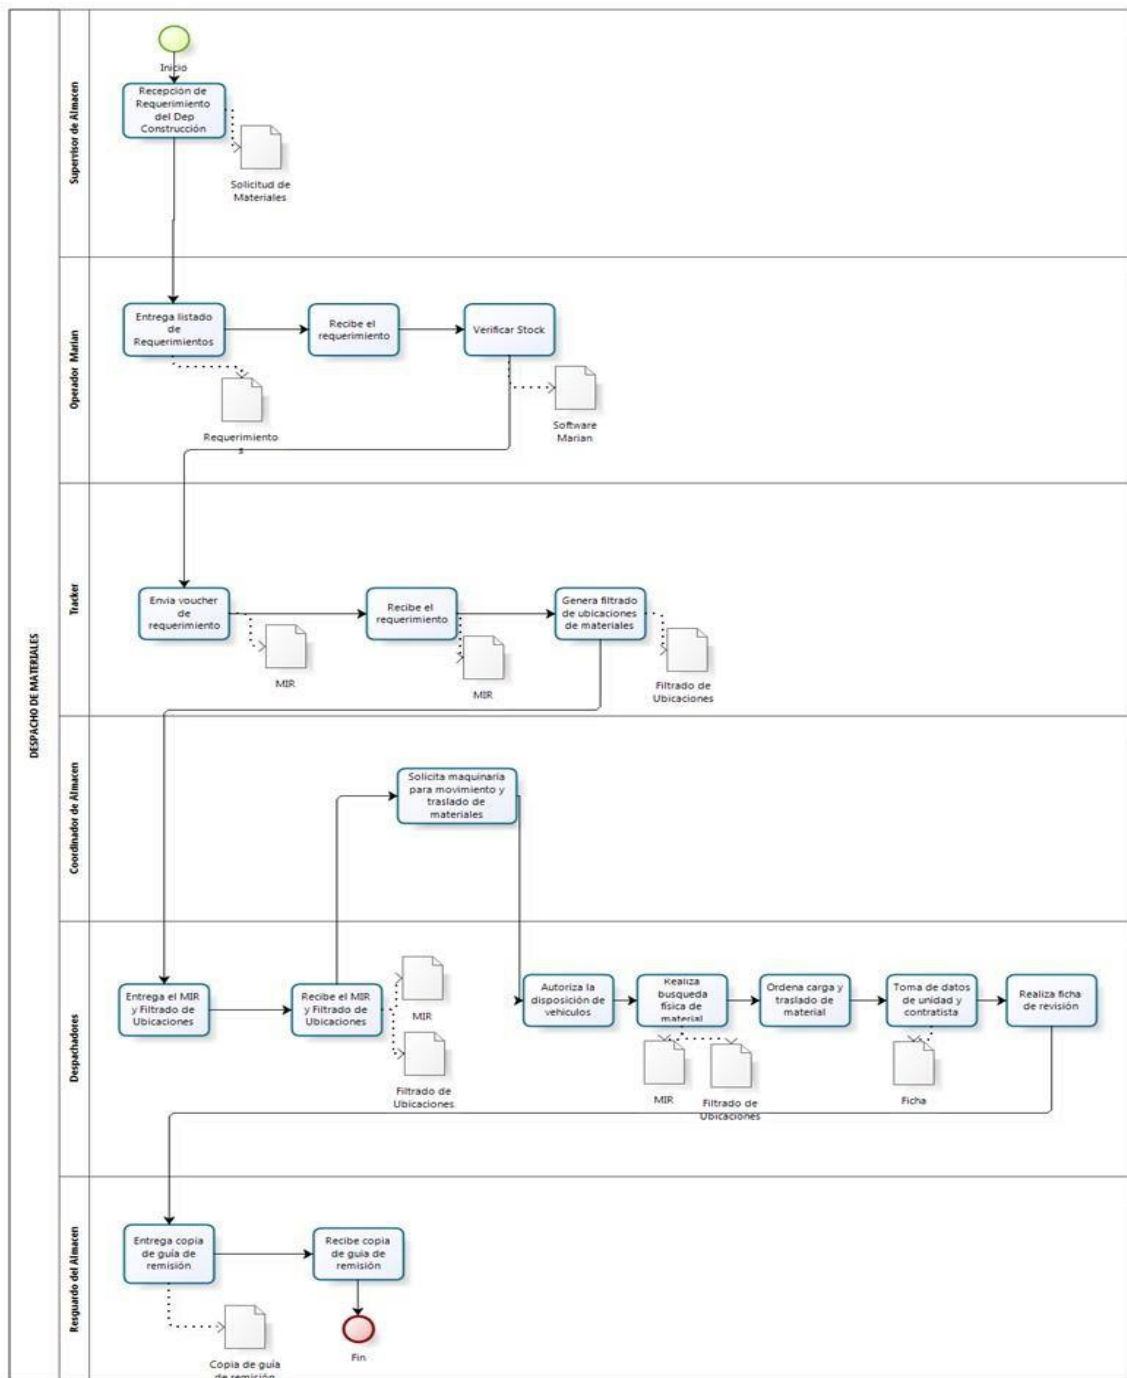 DESPACHO DE MATERIALES
Supervisor de Almacen
Inicio
Recepción de
Requerimiento
del Dep
Construcción
Solicitud de
Materiales
Operador Marian
Entrega listado
de
Requerimientos
Recibe el
requerimiento
Verificar Stock
Requerimiento
s
Software
Marian
Tracker
Envia voucher
de
requerimiento
Recibe el
requerimiento
Genera filtrado
de ubicaciones
de materiales
MIR
MIR
Filtrado de
Ubicaciones
Coordinador de Almacen
Solicita maquinaria
para movimiento y
traslado de
materiales
Despachadores
Entrega el MIR
y Filtrado de
Ubicaciones
Recibe el MIR
y Filtrado de
Ubicaciones
MIR
Filtrado de
Ubicaciones
Autoriza la
disposición de
vehiculos
Realiza
busqueda
física de
material
Ordena carga y
traslado de
material
Toma de datos
de unidad y
contratista
Realiza ficha
de revisión
MIR
Filtrado de
Ubicaciones
Ficha
Resguardo del Almacen
Entrega copia
de guía de
remisión
Recibe copia
de guía de
remisión
Copia de guía
de remisión
Fin